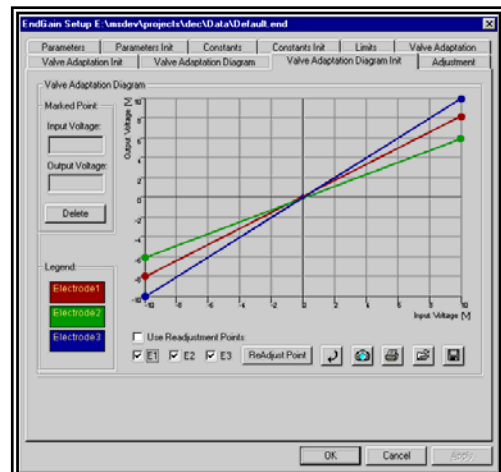 EndGain Setup E:\msdev\projects\dec\Data\Default.end
Parameters Parameters Init Constants Constants Init Limits Valve Adaptation
Valve Adaptation Init Valve Adaptation Diagram Valve Adaptation Diagram Init Adjustment
Valve Adaptation Diagram
Marked Point:
Input Voltage:
Output Voltage:
Delete
Legend:
Electrode1
Electrode2
Electrode3
Output Voltage [V]
10
8
6
4
2
0
-2
-4
-6
-8
-10
-10 -8 -6 -4 -2 0 2 4 6 8 10
Input Voltage [V]
Use Readjustment Points
E1 E2 E3 ReAdjust Point
OK Cancel Apply